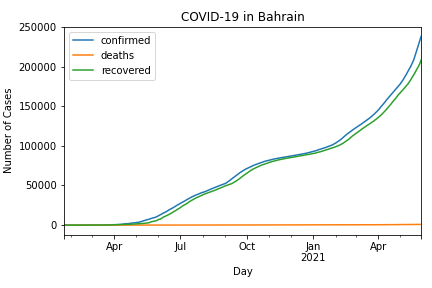 COVID-19 in Bahrain
confirmed
deaths
recovered
Number of Cases
250000
200000
150000
100000
50000
0
Apr
Jul
Oct
Jan
2021
Apr
Day